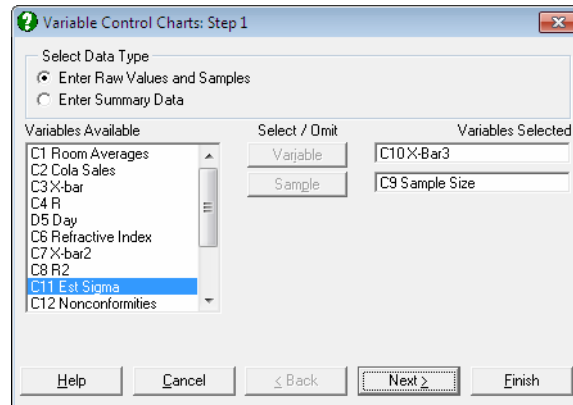 Variable Control Charts: Step 1
Select Data Type
Enter Raw Values and Samples
Enter Summary Data
Variables Available
Select / Omit
Variables Selected
C1 Room Averages
C2 Cola Sales
C3 X-bar
C4 R
D5 Day
C6 Refractive Index
C7 X-bar2
C8 R2
C11 Est Sigma
C12 Nonconformities
Variable
Sample
C10 X-Bar3
C9 Sample Size
Help
Cancel
< Back
Next >
Finish